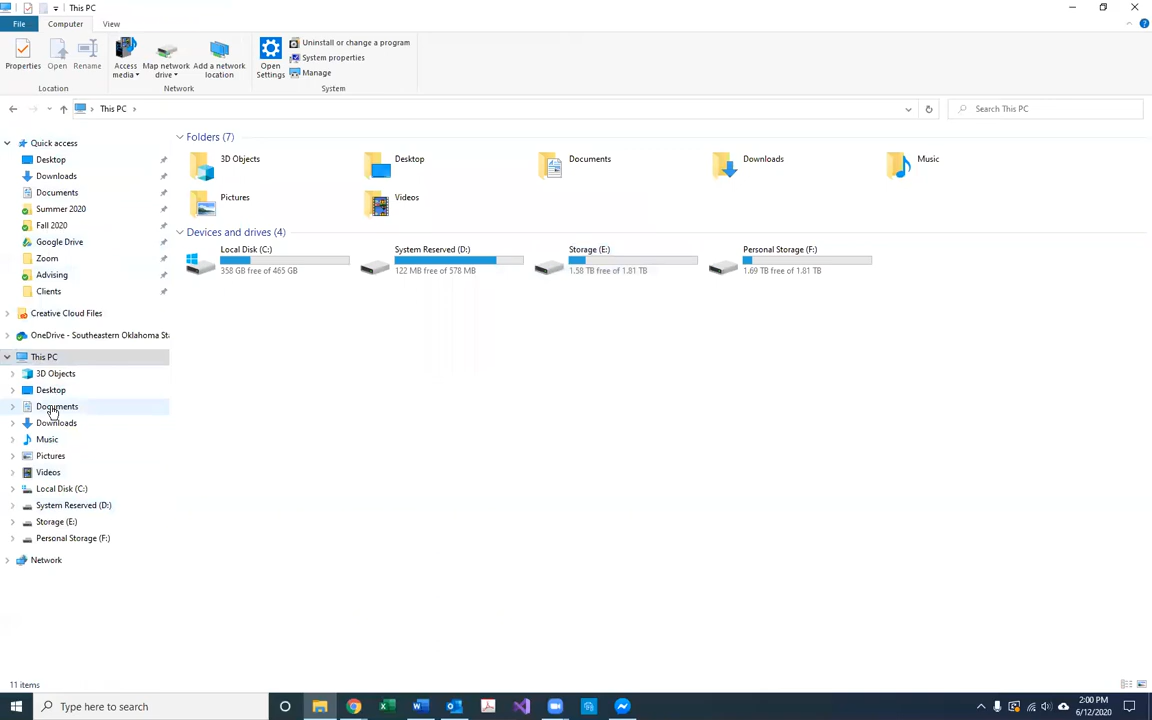 This PC
File Computer View
Properties Open Rename Access media Map network drive Add a network location Open Settings Uninstall or change a program
System properties
Manage
Location Network System
This PC Search This PC
Quick access
Desktop
Downloads
Documents
Summer 2020
Fall 2020
Google Drive
Zoom
Advising
Clients
Creative Cloud Files
OneDrive - Southeastern Oklahoma Sta
This PC
3D Objects
Desktop
Documents
Downloads
Music
Pictures
Videos
Local Disk (C:)
System Reserved (D:)
Storage (E:)
Personal Storage (F:)
Network
Folders (7)
3D Objects Desktop Documents Downloads Music
Pictures Videos
Devices and drives (4)
Local Disk (C:) System Reserved (D:) Storage (E:) Personal Storage (F:)
358 GB free of 465 GB 122 MB free of 578 MB 1.58 TB free of 1.81 TB 1.69 TB free of 1.81 TB
11 items
Type here to search
2:00 PM
6/12/2020